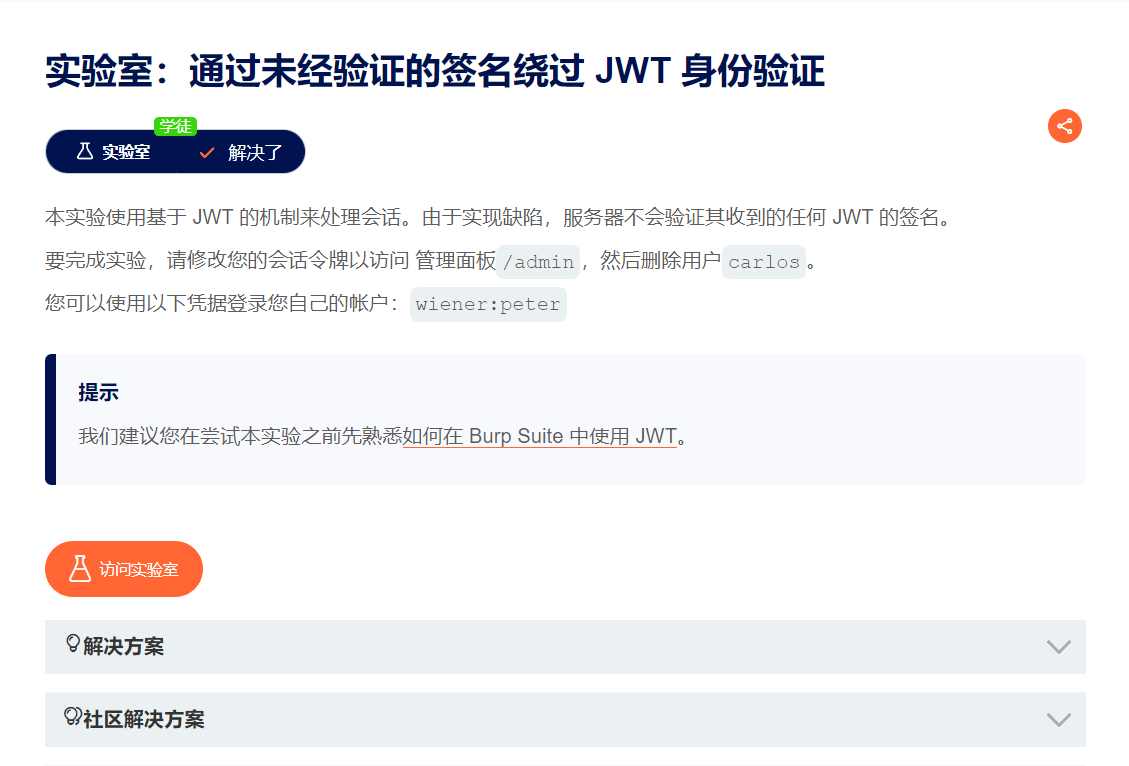 实验室：通过未经验证的签名绕过 JWT 身份验证
学徒
实验室 解决了
本实验使用基于 JWT 的机制来处理会话。由于实现缺陷，服务器不会验证其收到的任何 JWT 的签名。
要完成实验，请修改您的会话令牌以访问 管理面板 /admin ，然后删除用户 carlos 。
您可以使用以下凭据登录您自己的帐户： wiener:peter
提示
我们建议您在尝试本实验之前先熟悉如何在 Burp Suite 中使用 JWT。
访问实验室
解决方案
社区解决方案